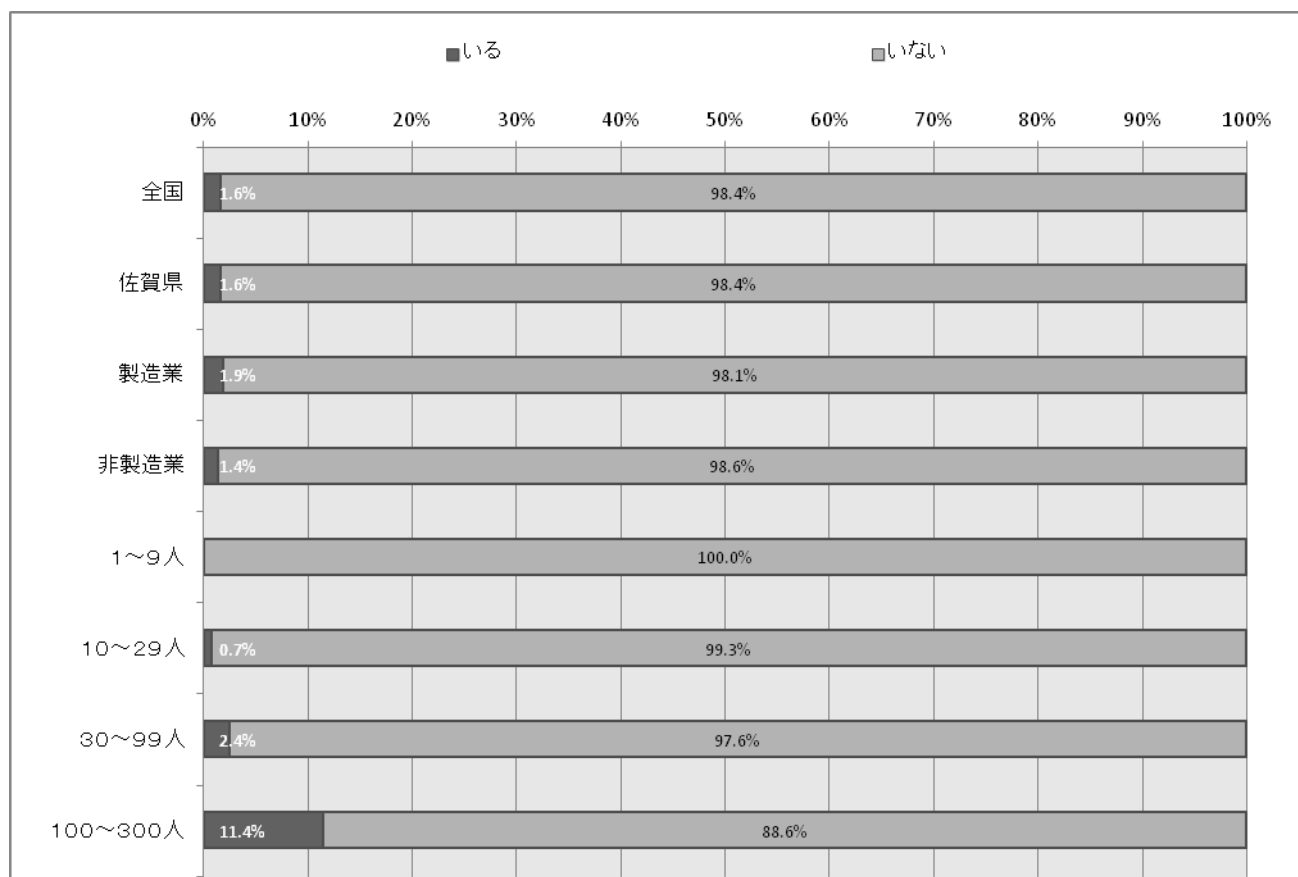 いる いない
0% 10% 20% 30% 40% 50% 60% 70% 80% 90% 100%
全国 1.6% 98.4%
佐賀県 1.6% 98.4%
製造業 1.9% 98.1%
非製造業 1.4% 98.6%
1〜9人 100.0%
10〜29人 0.7% 99.3%
30〜99人 2.4% 97.6%
100〜300人 11.4% 88.6%